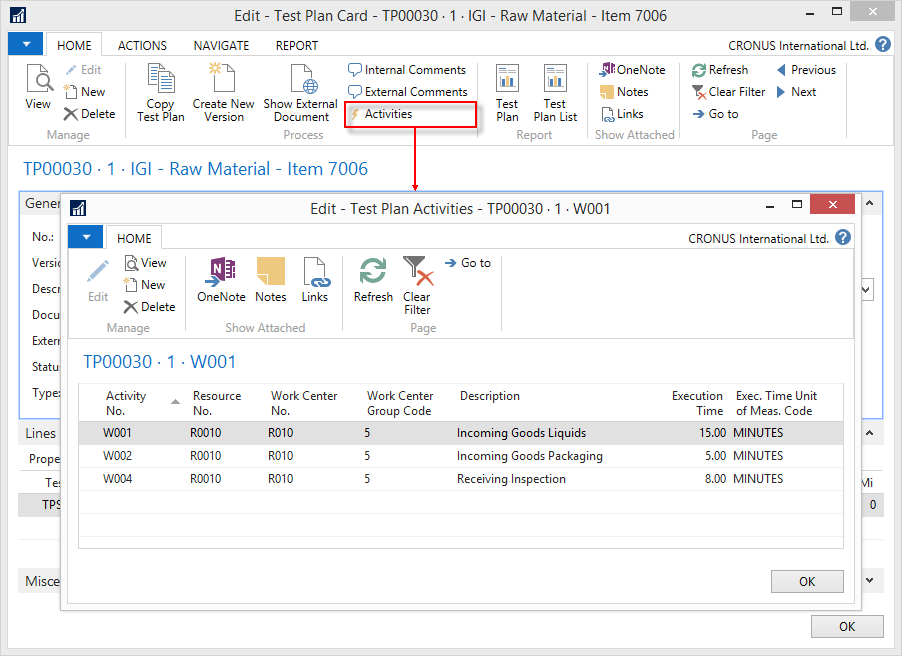 Edit - Test Plan Card - TP00030 · 1 · IGI - Raw Material - Item 7006
HOME ACTIONS NAVIGATE REPORT CRONUS International Ltd. ?
View
Edit
New
Delete
Manage
Copy
Test Plan
Create New
Version
Show External
Document
Internal Comments
External Comments
Activities
Process
Test
Plan
Test
Plan List
Report
OneNote
Notes
Links
Show Attached
Refresh
Clear Filter
Go to
Previous
Next
Page
TP00030 · 1 · IGI - Raw Material - Item 7006
Gener
No.:
Versio
Descr
Docu
Exterr
Statu
Type:
Lines
Prope
Tes
TPS
Mi
0
Misce
Edit - Test Plan Activities - TP00030 · 1 · W001
HOME CRONUS International Ltd. ?
Edit
View
New
Delete
Manage
OneNote
Notes
Links
Show Attached
Refresh
Clear
Filter
Go to
Page
TP00030 · 1 · W001
Activity Resource Work Center Work Center Description Execution Exec. Time Unit
No. No. No. Group Code Time of Meas. Code
W001 R0010 R010 5 Incoming Goods Liquids 15.00 MINUTES
W002 R0010 R010 5 Incoming Goods Packaging 5.00 MINUTES
W004 R0010 R010 5 Receiving Inspection 8.00 MINUTES
OK
OK